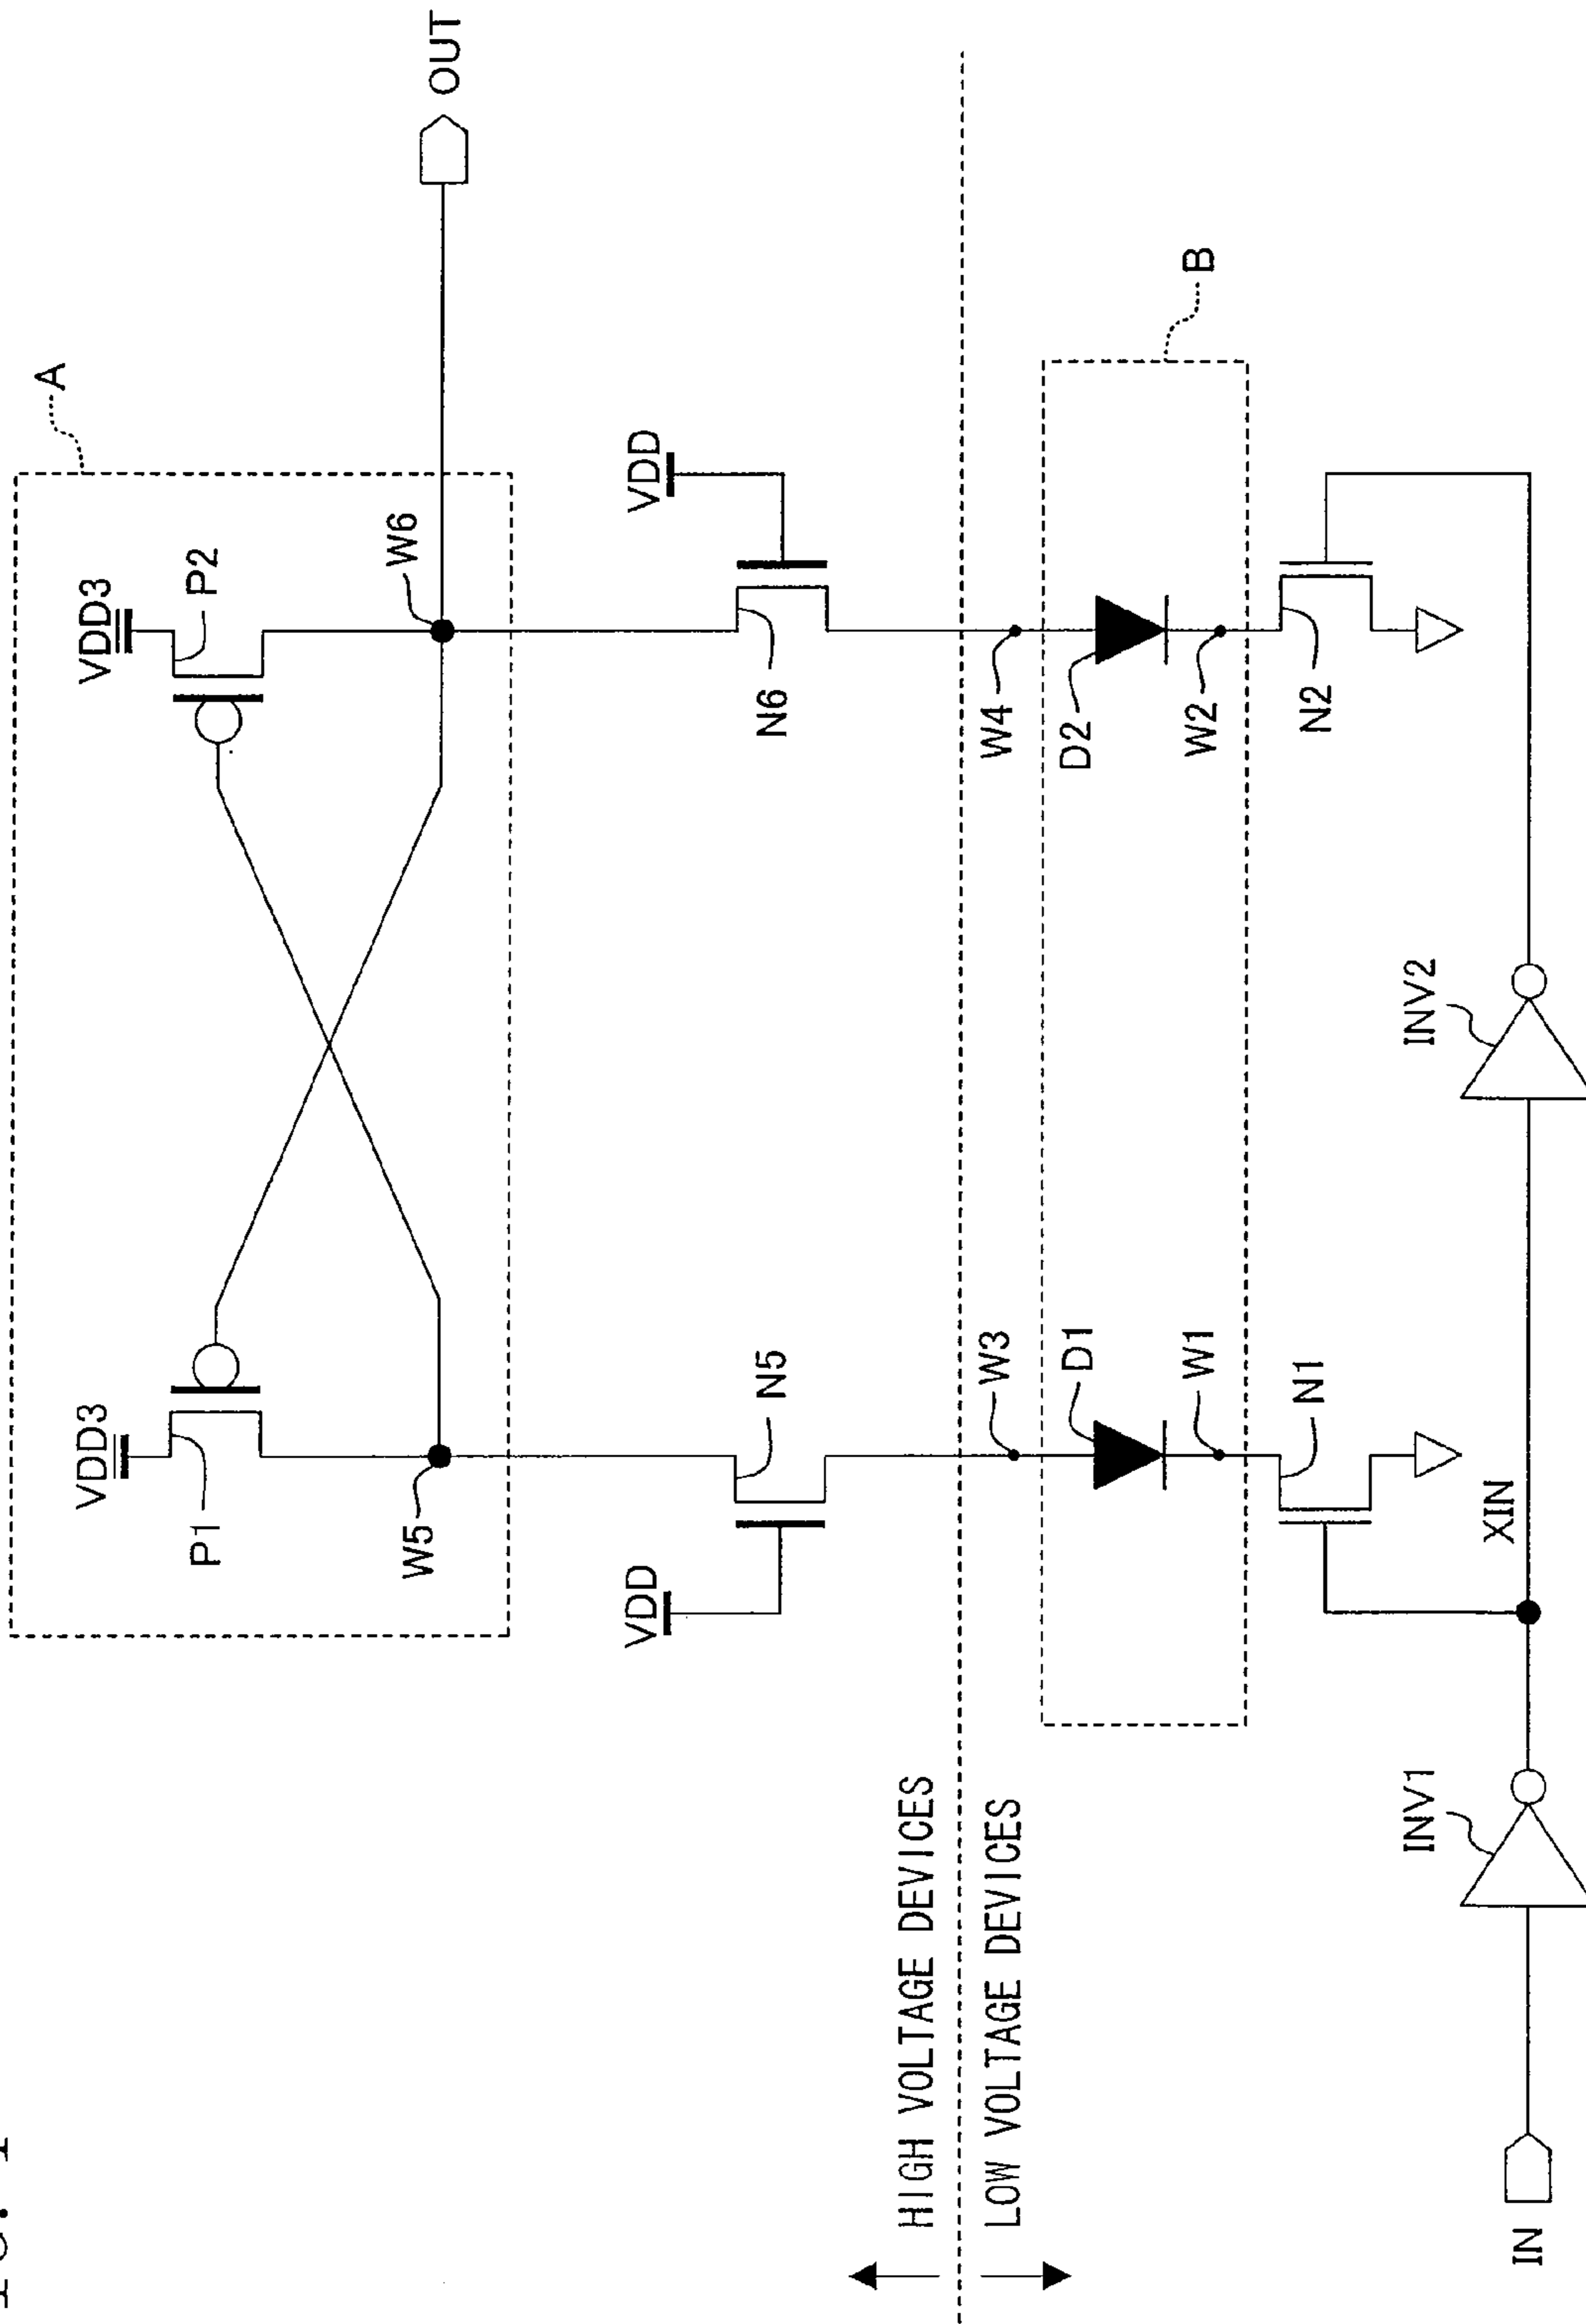 A
VDD3
P1
VDD3
P2
W5
W6
OUT
VDD
N5
VDD
N6
HIGH VOLTAGE DEVICES
LOW VOLTAGE DEVICES
W3
W4
D1
D2
B
W1
W2
N1
N2
XIN
INV1
INV2
IN